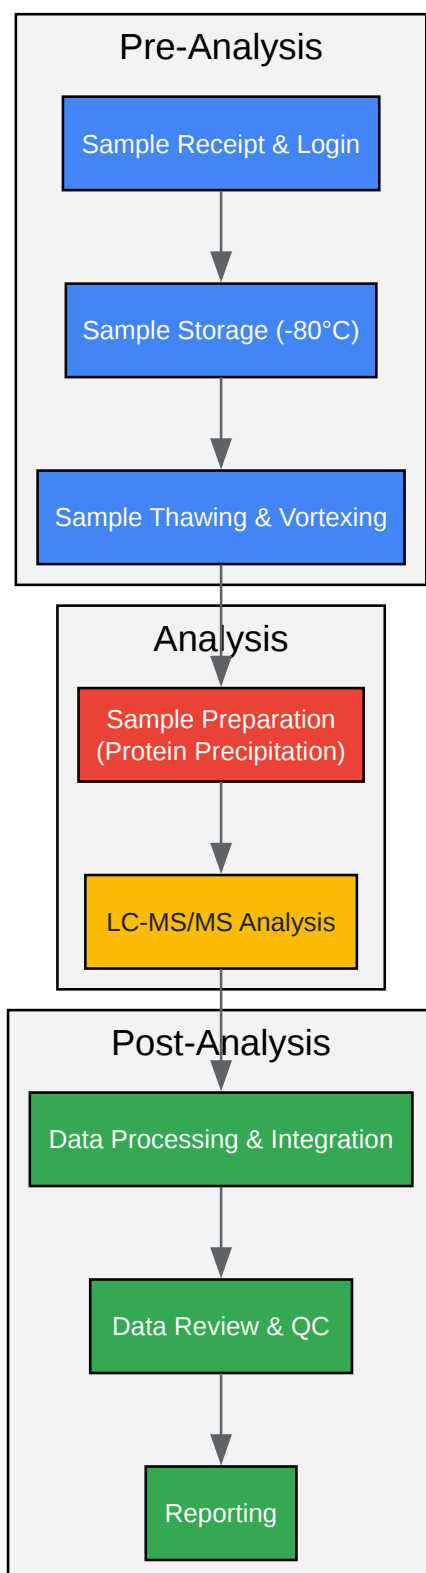 Pre-Analysis
Sample Receipt & Login
Sample Storage (-80°C)
Sample Thawing & Vortexing
Analysis
Sample Preparation
(Protein Precipitation)
LC-MS/MS Analysis
Post-Analysis
Data Processing & Integration
Data Review & QC
Reporting